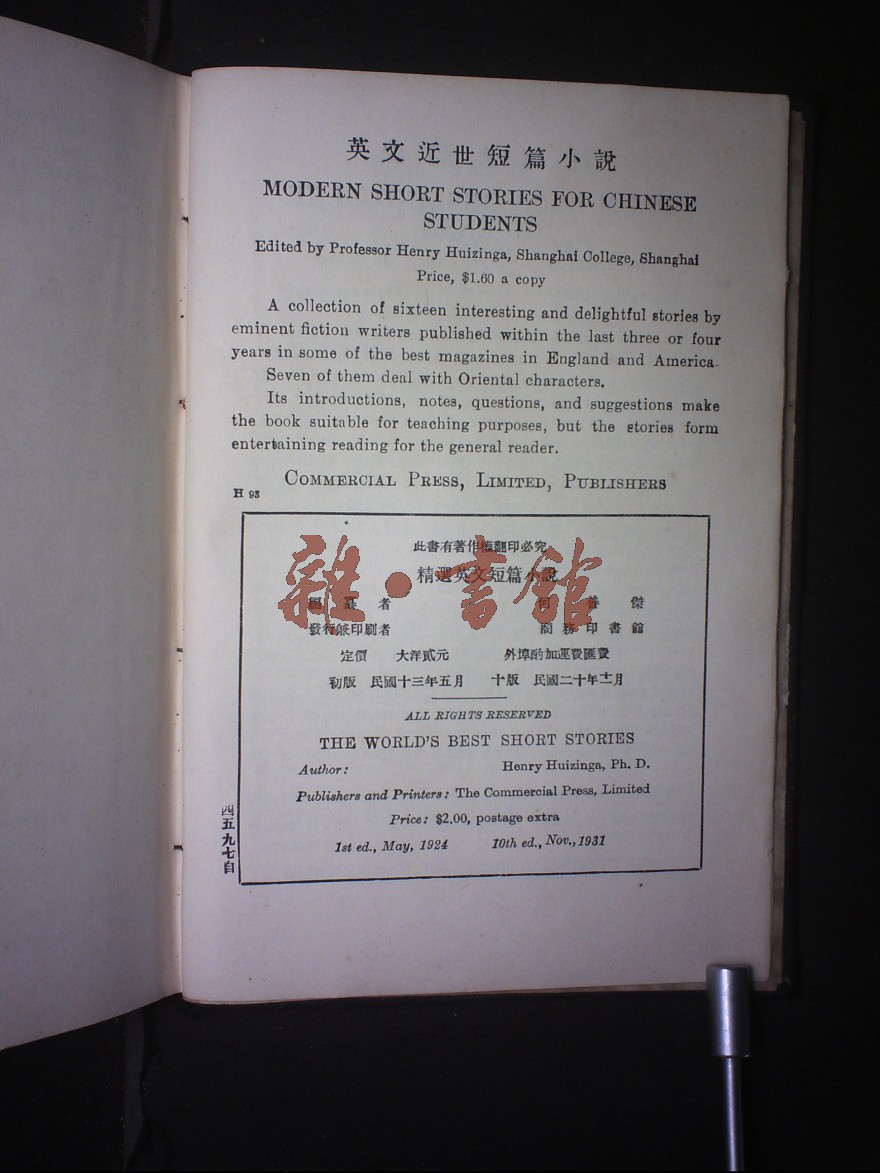 英文近世短篇小說
MODERN SHORT STORIES FOR CHINESE
STUDENTS
Edited by Professor Henry Huizinga, Shanghai College, Shanghai
Price, $1.60 a copy
A collection of sixteen interesting and delightful stories by
eminent fiction writers published within the last three or four
years in some of the best magazines in England and America.
Seven of them deal with Oriental characters.
Its introductions, notes, questions, and suggestions make
the book suitable for teaching purposes, but the stories form
entertaining reading for the general reader.
COMMERCIAL PRESS, LIMITED, PUBLISHERS
H 93
此書有著作權翻印必究
精選英文短篇小說
編纂者 何善傑
發行兼印刷者 商務印書館
定價 大洋貳元 外埠酌加運費匯費
初版 民國十三年五月 十版 民國二十年十一月
ALL RIGHTS RESERVED
THE WORLD'S BEST SHORT STORIES
Author: Henry Huizinga, Ph. D.
Publishers and Printers: The Commercial Press, Limited
Price: $2.00, postage extra
1st ed., May, 1924 10th ed., Nov., 1931
四五九七自
雜·書館